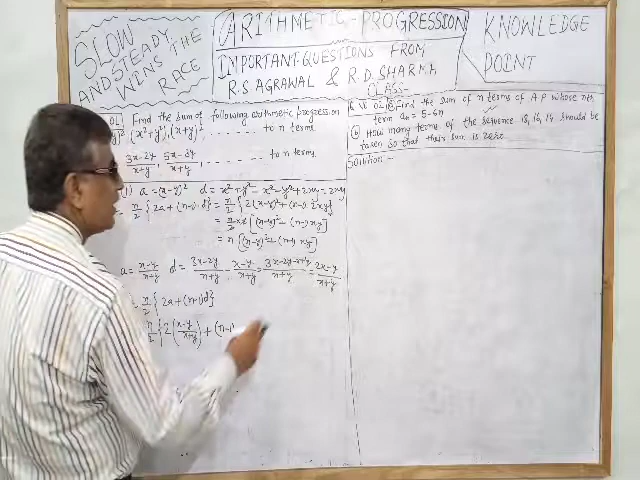 SLOW
AND STEADY
WINS THE
RACE
ARITHMETIC-PROGRESSION
IMPORTANT-QUESTIONS FROM
R.S AGRAWAL & R.D. SHARMA
CLASS-
KNOWLEDGE
POINT
Find the sum of following arithmetic progression
(x²+y²), (x+y)², ........ to n terms
3x-2y/x+y, 5x-3y/x+y, ........ to n terms
a = (x-y)² d = x²+y² - x² - y² + 2xy = 2xy
n/2 {2a + (n-1)d} = n/2 {2(x-y)² + (n-1) 2xy}
= n/2 × 2 [(x-y)² + (n-1) xy]
= n [(x-y)² + (n-1) xy]
a = x-y/x+y d = 3x-2y/x+y - x-y/x+y = 3x-2y-x+y/x+y = 2x-y/x+y
= n/2 {2a + (n-1)d}
n/2 {2(x-y/x+y) + (n-1)
Find the sum of n terms of A.P whose nth
term an = 5-6n
(b) How many terms of the sequence 18, 16, 14 should be
taken so that their sum is zero
Solution -